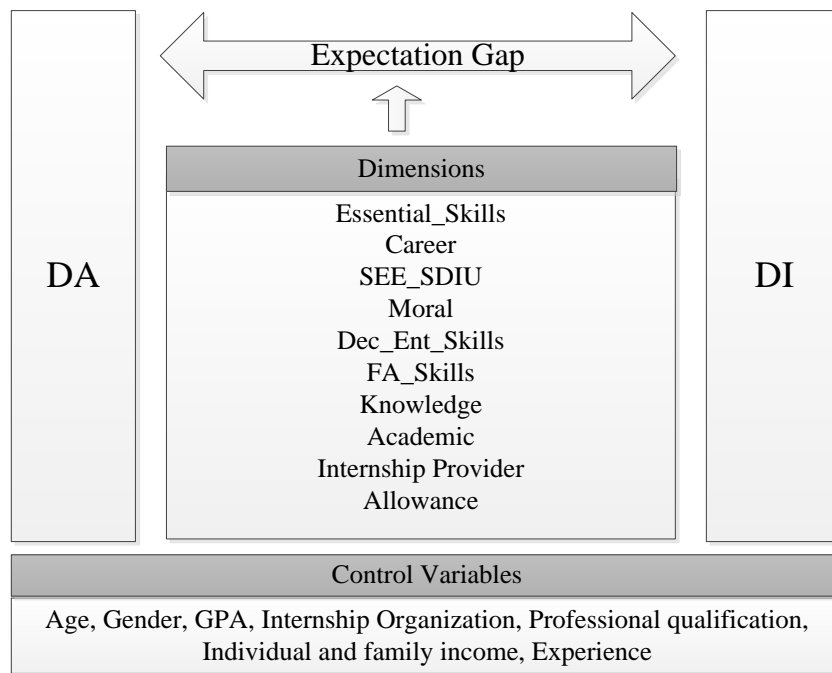 Expectation Gap
DA
Dimensions
Essential_Skills
Career
SEE_SDIU
Moral
Dec_Ent_Skills
FA_Skills
Knowledge
Academic
Internship Provider
Allowance
DI
Control Variables
Age, Gender, GPA, Internship Organization, Professional qualification,
Individual and family income, Experience